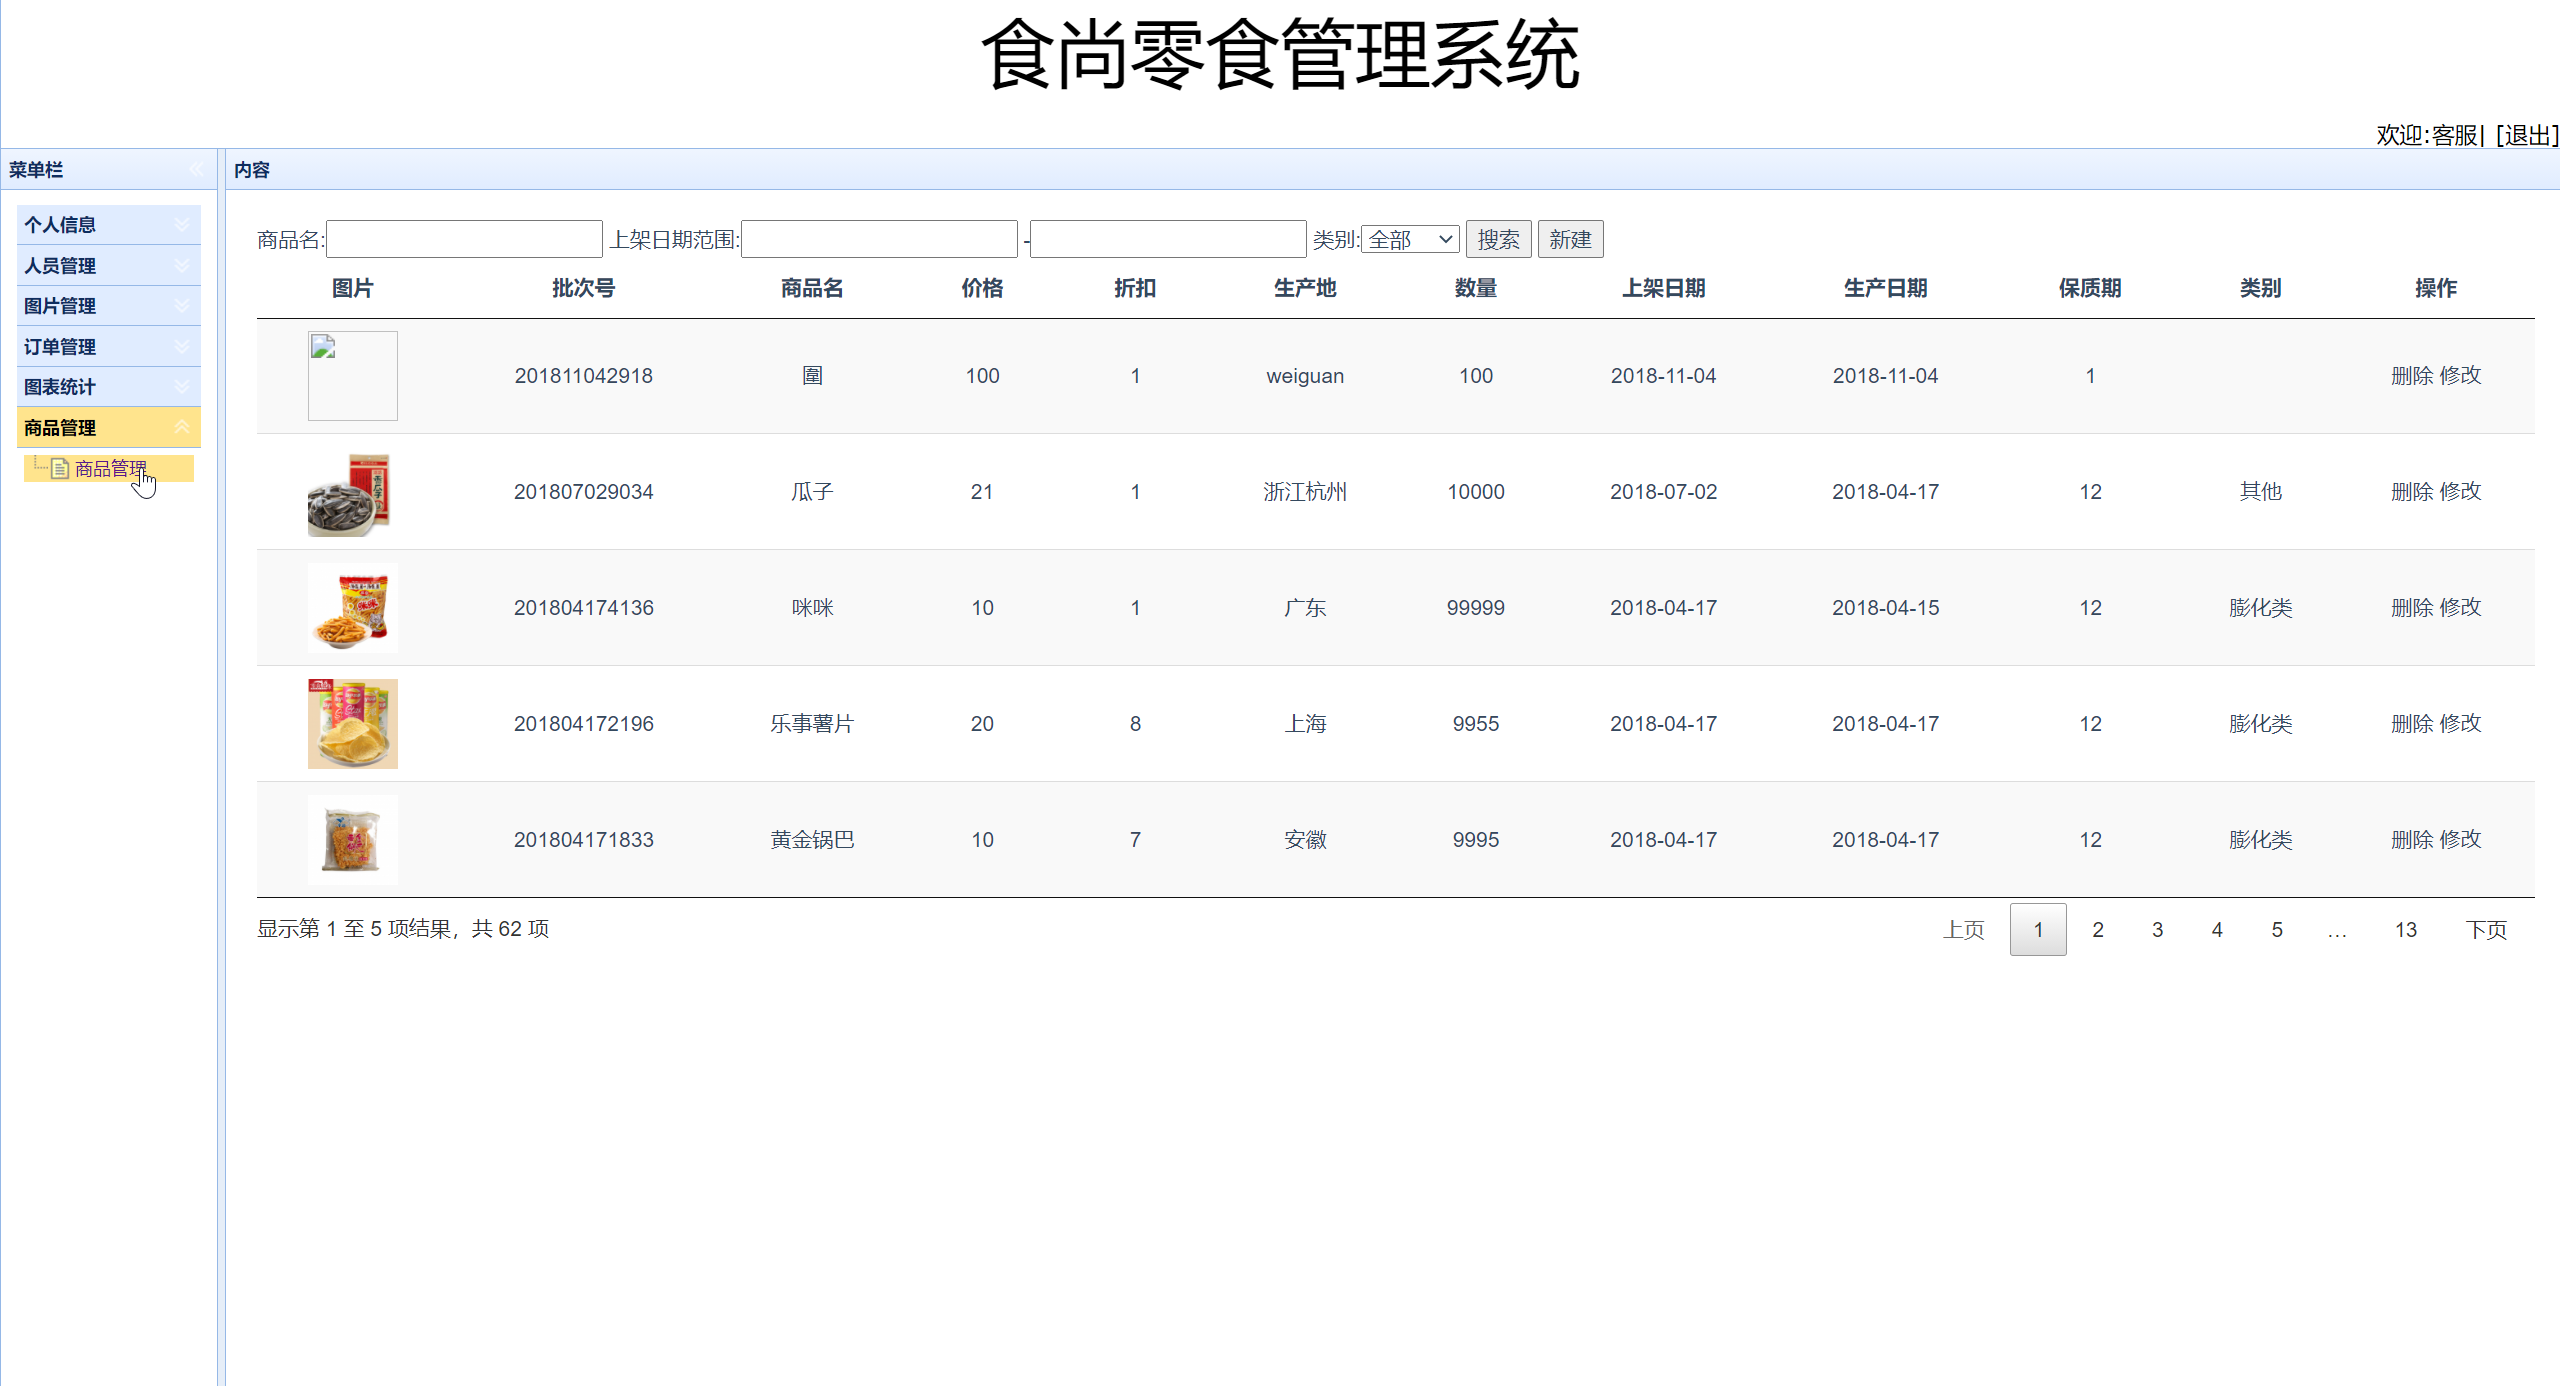 食尚零食管理系统
欢迎:客服| [退出]
菜单栏
内容
个人信息
人员管理
图片管理
订单管理
图表统计
商品管理
商品管理
商品名: 上架日期范围: - 类别: 全部 搜索 新建
图片 批次号 商品名 价格 折扣 生产地 数量 上架日期 生产日期 保质期 类别 操作
201811042918 圍 100 1 weiguan 100 2018-11-04 2018-11-04 1 删除 修改
201807029034 瓜子 21 1 浙江杭州 10000 2018-07-02 2018-04-17 12 其他 删除 修改
201804174136 咪咪 10 1 广东 99999 2018-04-17 2018-04-15 12 膨化类 删除 修改
201804172196 乐事薯片 20 8 上海 9955 2018-04-17 2018-04-17 12 膨化类 删除 修改
201804171833 黄金锅巴 10 7 安徽 9995 2018-04-17 2018-04-17 12 膨化类 删除 修改
显示第 1 至 5 项结果，共 62 项
上页 1 2 3 4 5 … 13 下页